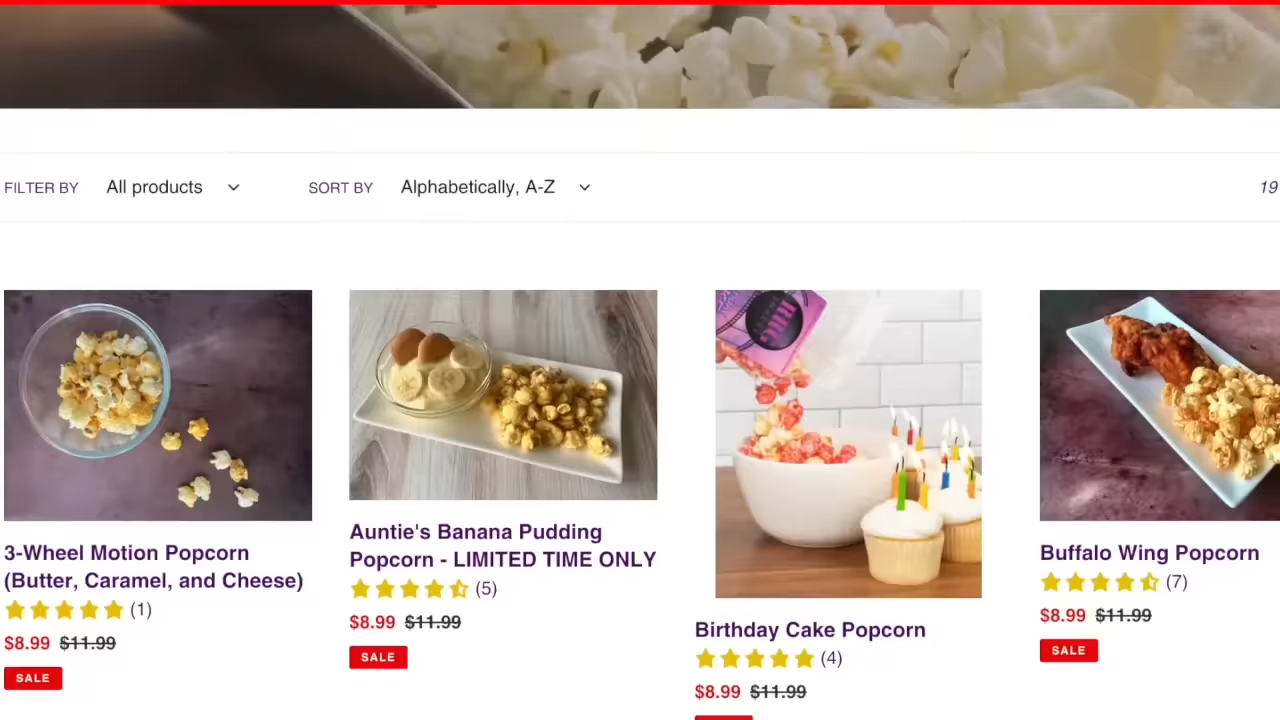 FILTER BY All products SORT BY Alphabetically, A-Z 19
3-Wheel Motion Popcorn
(Butter, Caramel, and Cheese)
(1)
$8.99 $11.99
SALE
Auntie's Banana Pudding
Popcorn - LIMITED TIME ONLY
(5)
$8.99 $11.99
SALE
Birthday Cake Popcorn
(4)
$8.99 $11.99
Buffalo Wing Popcorn
(7)
$8.99 $11.99
SALE